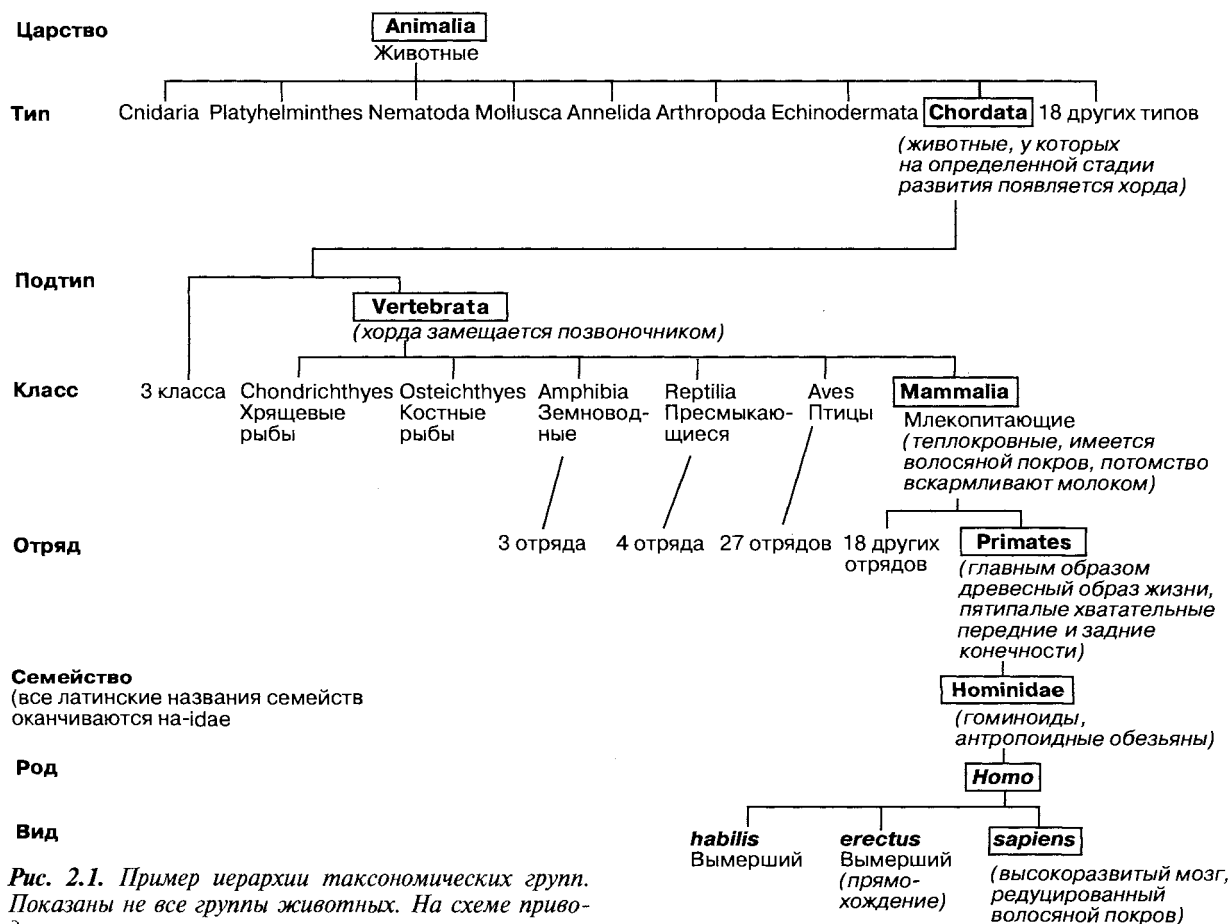 Царство
Animalia
Животные
Тип
Cnidaria Platyhelminthes Nematoda Mollusca Annelida Arthropoda Echinodermata Chordata 18 других типов
(животные, у которых
на определенной стадии
развития появляется хорда)
Подтип
Vertebrata
(хорда замещается позвоночником)
Класс
3 класса
Chondrichthyes
Хрящевые
рыбы
Osteichthyes
Костные
рыбы
Amphibia
Земновод-
ные
Reptilia
Пресмыкаю-
щиеся
Aves
Птицы
Mammalia
Млекопитающие
(теплокровные, имеется
волосяной покров, потомство
вскармливают молоком)
Отряд
3 отряда
4 отряда
27 отрядов
18 других
отрядов
Primates
(главным образом
древесный образ жизни,
пятипалые хватательные
передние и задние
конечности)
Семейство
(все латинские названия семейств
оканчиваются на-idae
Hominidae
(гоминоиды,
антропоидные обезьяны)
Род
Homo
Вид
habilis
Вымерший
erectus
Вымерший
(прямо-
хождение)
sapiens
(высокоразвитый мозг,
редуцированный
волосяной покров)
Рис. 2.1. Пример иерархии таксономических групп.
Показаны не все группы животных. На схеме приво-